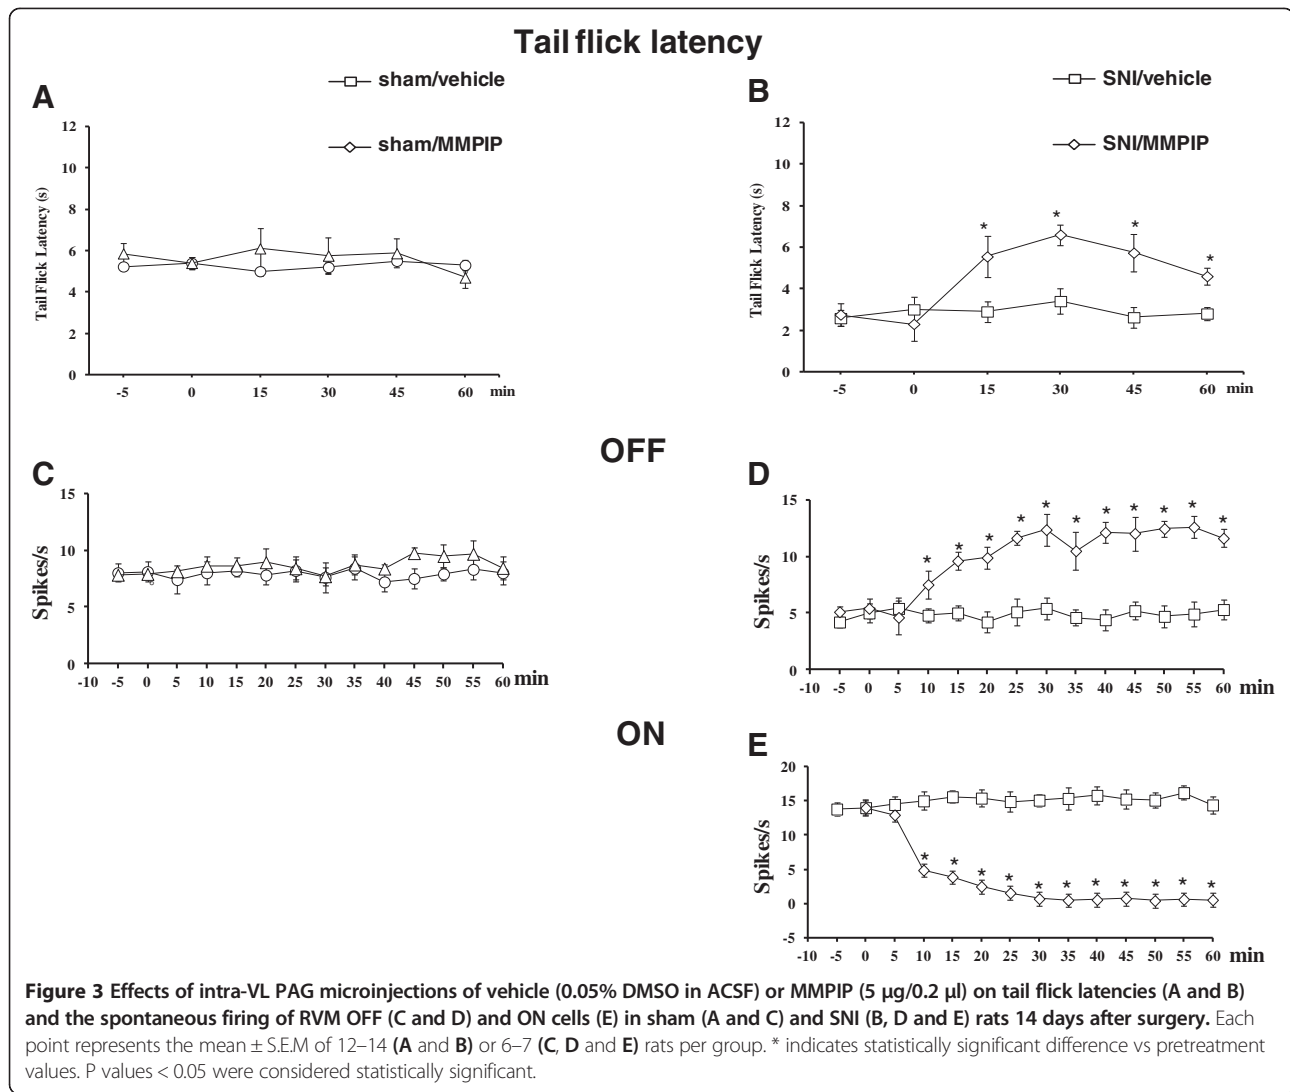 Tail flick latency
A
sham/vehicle
sham/MMPIP
Tail Flick Latency (s)
12
10
8
6
4
2
0
-5 0 15 30 45 60 min
B
SNI/vehicle
SNI/MMPIP
Tail Flick Latency (s)
12
10
8
6
4
2
0
* * * *
-5 0 15 30 45 60 min
OFF
C
Spikes/s
15
10
5
0
-10 -5 0 5 10 15 20 25 30 35 40 45 50 55 60 min
D
Spikes/s
15
10
5
0
* * * * * * * * * * *
-10 -5 0 5 10 15 20 25 30 35 40 45 50 55 60 min
ON
E
Spikes/s
20
15
10
5
0
-5
* * * * * * * * * * *
-10 -5 0 5 10 15 20 25 30 35 40 45 50 55 60 min
Figure 3 Effects of intra-VL PAG microinjections of vehicle (0.05% DMSO in ACSF) or MMPIP (5 μg/0.2 μl) on tail flick latencies (A and B)
and the spontaneous firing of RVM OFF (C and D) and ON cells (E) in sham (A and C) and SNI (B, D and E) rats 14 days after surgery. Each
point represents the mean ± S.E.M of 12–14 (A and B) or 6–7 (C, D and E) rats per group. * indicates statistically significant difference vs pretreatment
values. P values < 0.05 were considered statistically significant.